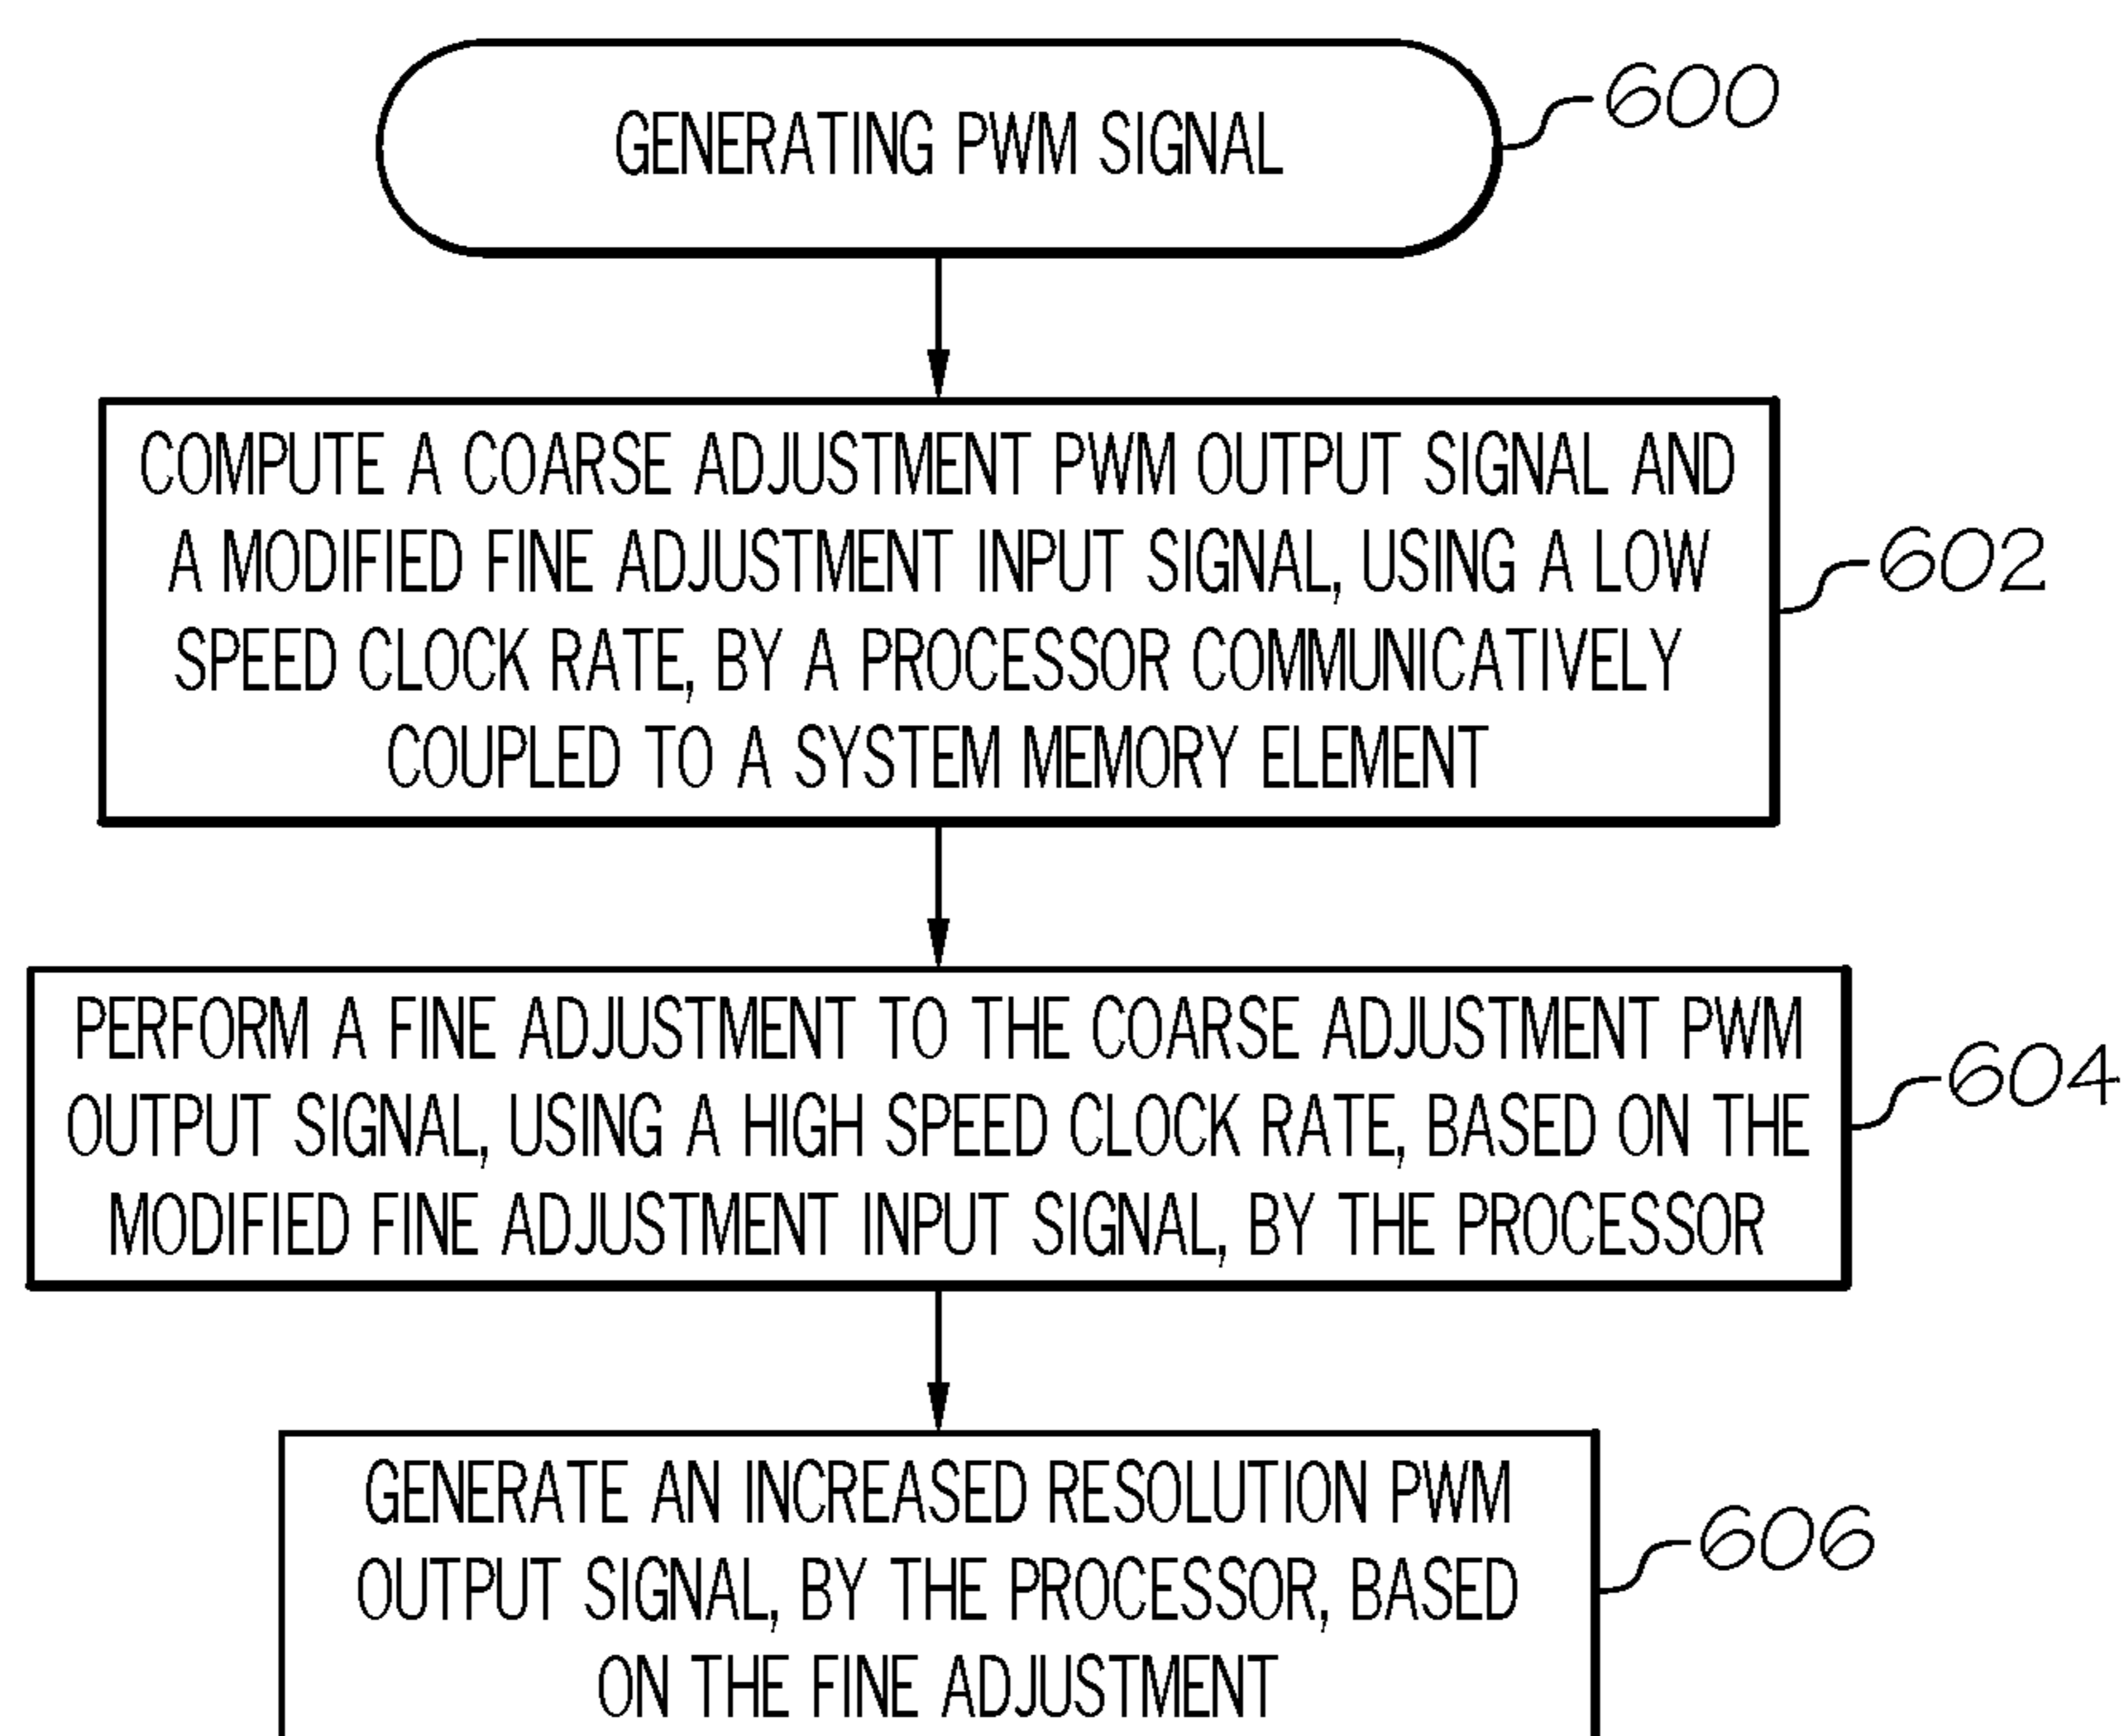 GENERATING PWM SIGNAL
600
COMPUTE A COARSE ADJUSTMENT PWM OUTPUT SIGNAL AND
A MODIFIED FINE ADJUSTMENT INPUT SIGNAL, USING A LOW
SPEED CLOCK RATE, BY A PROCESSOR COMMUNICATIVELY
COUPLED TO A SYSTEM MEMORY ELEMENT
602
PERFORM A FINE ADJUSTMENT TO THE COARSE ADJUSTMENT PWM
OUTPUT SIGNAL, USING A HIGH SPEED CLOCK RATE, BASED ON THE
MODIFIED FINE ADJUSTMENT INPUT SIGNAL, BY THE PROCESSOR
604
GENERATE AN INCREASED RESOLUTION PWM
OUTPUT SIGNAL, BY THE PROCESSOR, BASED
ON THE FINE ADJUSTMENT
606